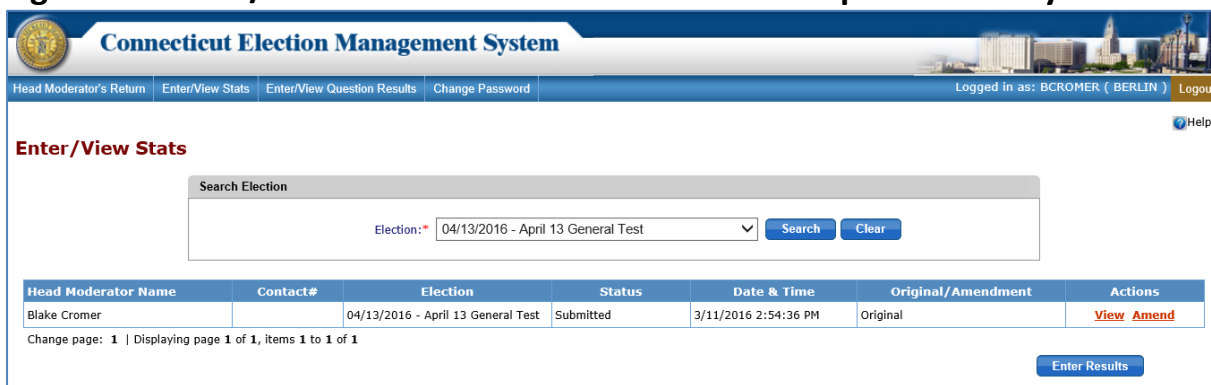 Connecticut Election Management System
Head Moderator's Return Enter/View Stats Enter/View Question Results Change Password Logged in as: BCROMER ( BERLIN ) Logou
Help
Enter/View Stats
Search Election
Election:* 04/13/2016 - April 13 General Test Search Clear
Head Moderator Name Contact# Election Status Date & Time Original/Amendment Actions
Blake Cromer 04/13/2016 - April 13 General Test Submitted 3/11/2016 2:54:36 PM Original View Amend
Change page: 1 | Displaying page 1 of 1, items 1 to 1 of 1
Enter Results